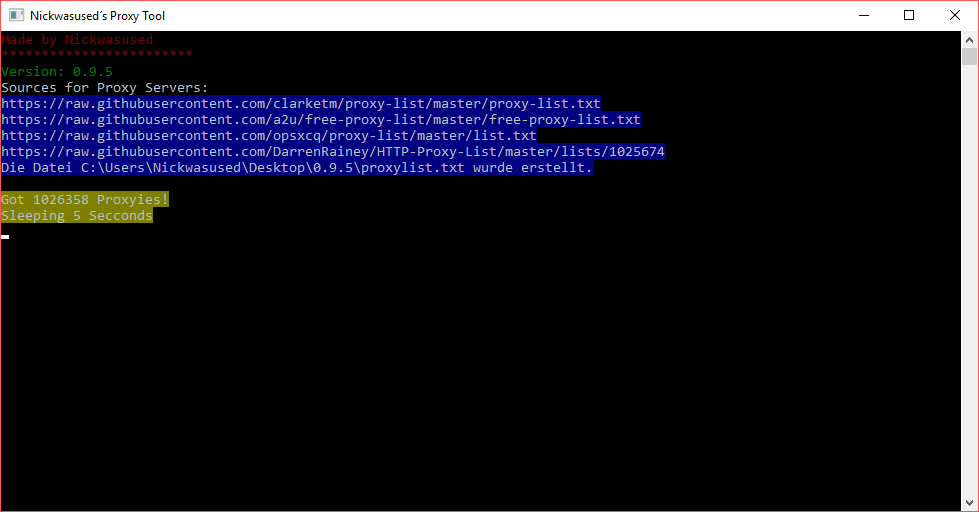 Nickwasused´s Proxy Tool
Made by Nickwasused
************************
Version: 0.9.5
Sources for Proxy Servers:
https://raw.githubusercontent.com/clarketm/proxy-list/master/proxy-list.txt
https://raw.githubusercontent.com/a2u/free-proxy-list/master/free-proxy-list.txt
https://raw.githubusercontent.com/opsxcq/proxy-list/master/list.txt
https://raw.githubusercontent.com/DarrenRainey/HTTP-Proxy-List/master/lists/1025674
Die Datei C:\Users\Nickwasused\Desktop\0.9.5\proxylist.txt wurde erstellt.
Got 1026358 Proxyies!
Sleeping 5 Secconds